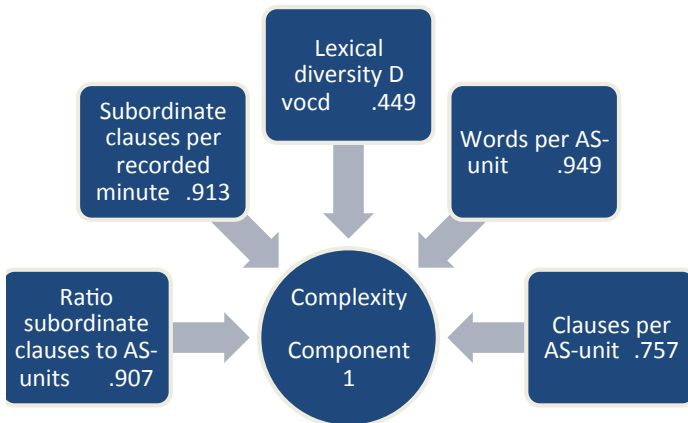 Lexical
diversity D
vocd .449
Subordinate
clauses per
recorded
minute .913
Words per AS-
unit .949
Ratio
subordinate
clauses to AS-
units .907
Complexity
Component
1
Clauses per
AS-unit .757